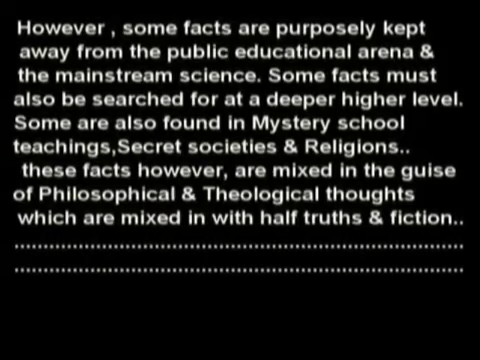 However , some facts are purposely kept
away from the public educational arena &
the mainstream science. Some facts must
also be searched for at a deeper higher level.
Some are also found in Mystery school
teachings,Secret societies & Religions..
these facts however, are mixed in the guise
of Philosophical & Theological thoughts
which are mixed in with half truths & fiction..
................................................................................
................................................................................